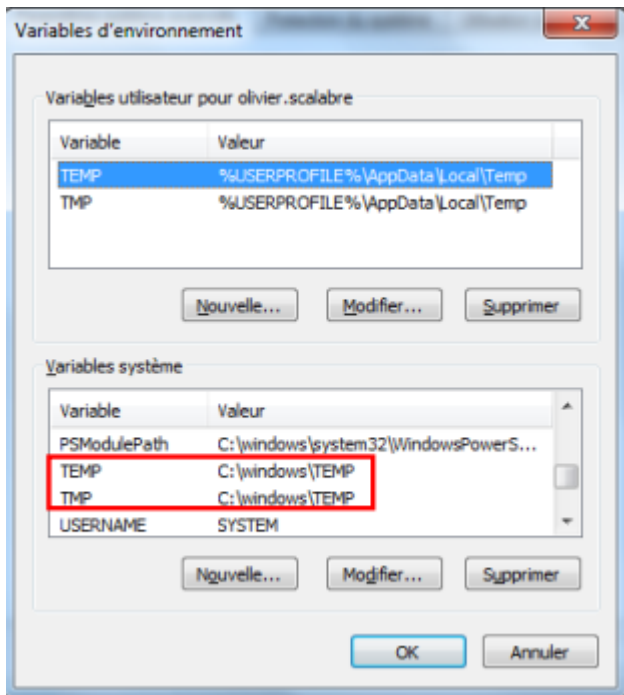 Variables d'environnement
Variables utilisateur pour olivier.scalabre
Variable Valeur
TEMP %USERPROFILE%\AppData\Local\Temp
TMP %USERPROFILE%\AppData\Local\Temp
Nouvelle... Modifier... Supprimer
Variables système
Variable Valeur
PSModulePath C:\windows\system32\WindowsPowerS...
TEMP C:\windows\TEMP
TMP C:\windows\TEMP
USERNAME SYSTEM
Nouvelle... Modifier... Supprimer
OK Annuler